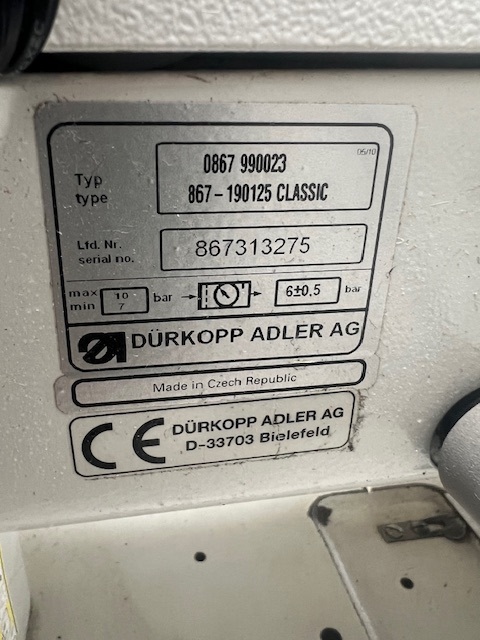 05/10
0867 990023
Typ
type
867-190125 CLASSIC
Lfd. Nr.
serial no.
867313275
max
min
10
7
bar
6±0.5
bar
DÜRKOPP ADLER AG
Made in Czech Republic
CE
DÜRKOPP ADLER AG
D-33703 Bielefeld